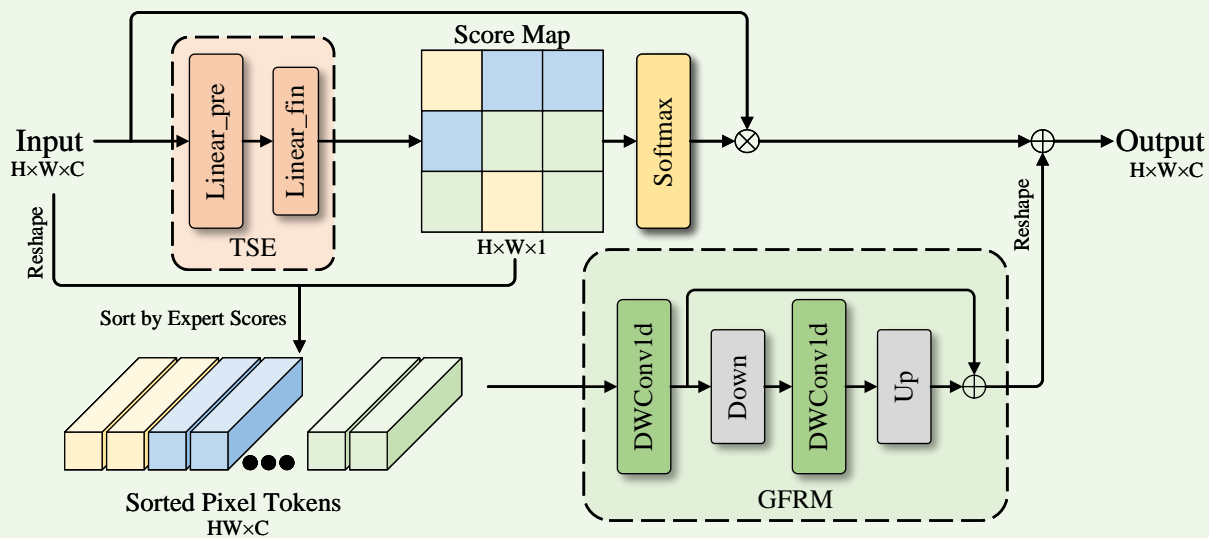 Score Map
Linear_pre
Linear_fin
Softmax
Input
H×W×C
Output
H×W×C
TSE
H×W×1
Reshape
Reshape
Sort by Expert Scores
DWConv1d
Down
DWConv1d
Up
Sorted Pixel Tokens
HW×C
GFRM